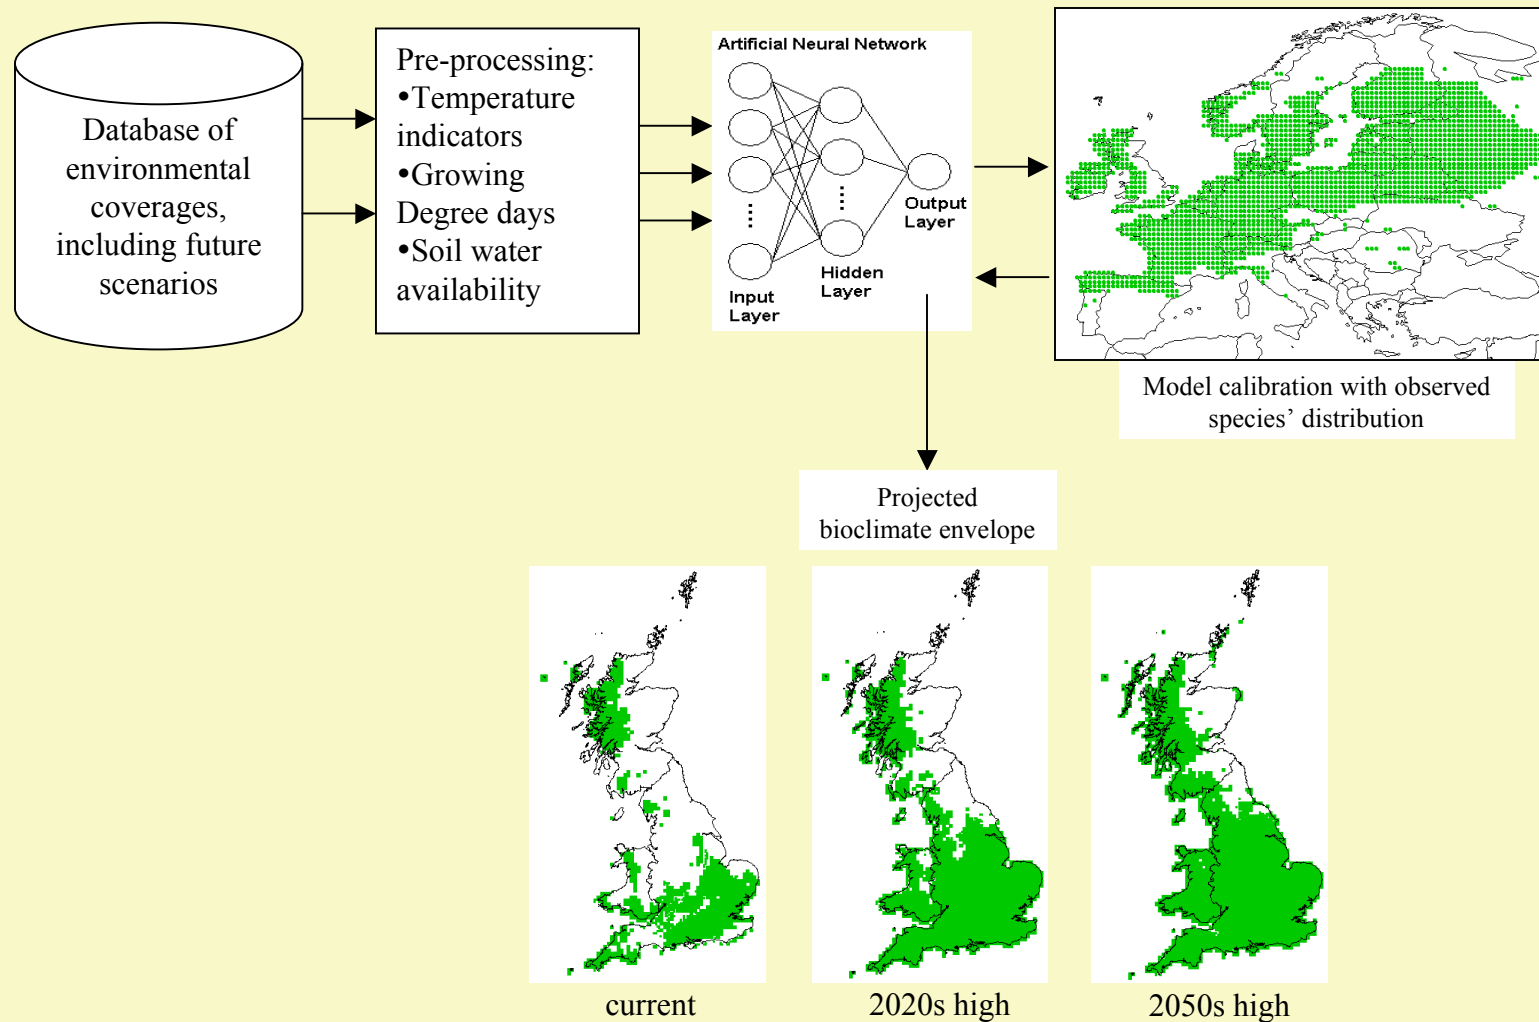 Database of
environmental
coverages,
including future
scenarios
Pre-processing:
•Temperature
indicators
•Growing
Degree days
•Soil water
availability
Artificial Neural Network
Input
Layer
Hidden
Layer
Output
Layer
Model calibration with observed
species’ distribution
Projected
bioclimate envelope
current
2020s high
2050s high